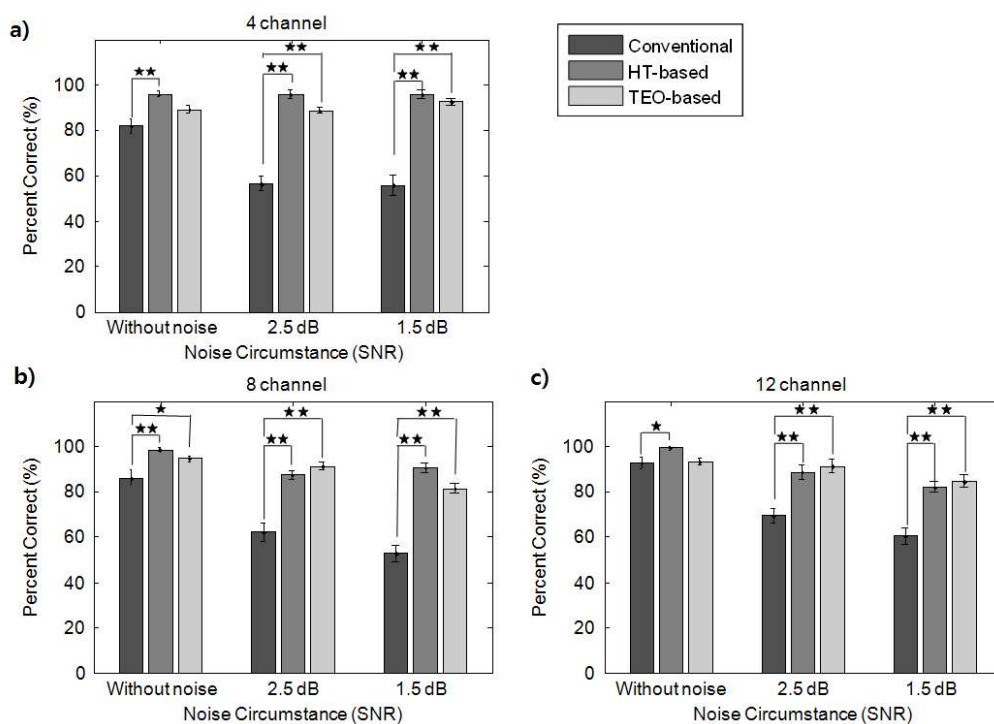 a)
4 channel
Conventional
HT-based
TEO-based
★★
★★
★★
★★
★★
Percent Correct (%)
100
80
60
40
20
0
Without noise
2.5 dB
1.5 dB
Noise Circumstance (SNR)
b)
8 channel
★
★★
★★
★★
★★
★★
Percent Correct (%)
100
80
60
40
20
0
Without noise
2.5 dB
1.5 dB
Noise Circumstance (SNR)
c)
12 channel
★
★★
★★
★★
★★
Percent Correct (%)
100
80
60
40
20
0
Without noise
2.5 dB
1.5 dB
Noise Circumstance (SNR)